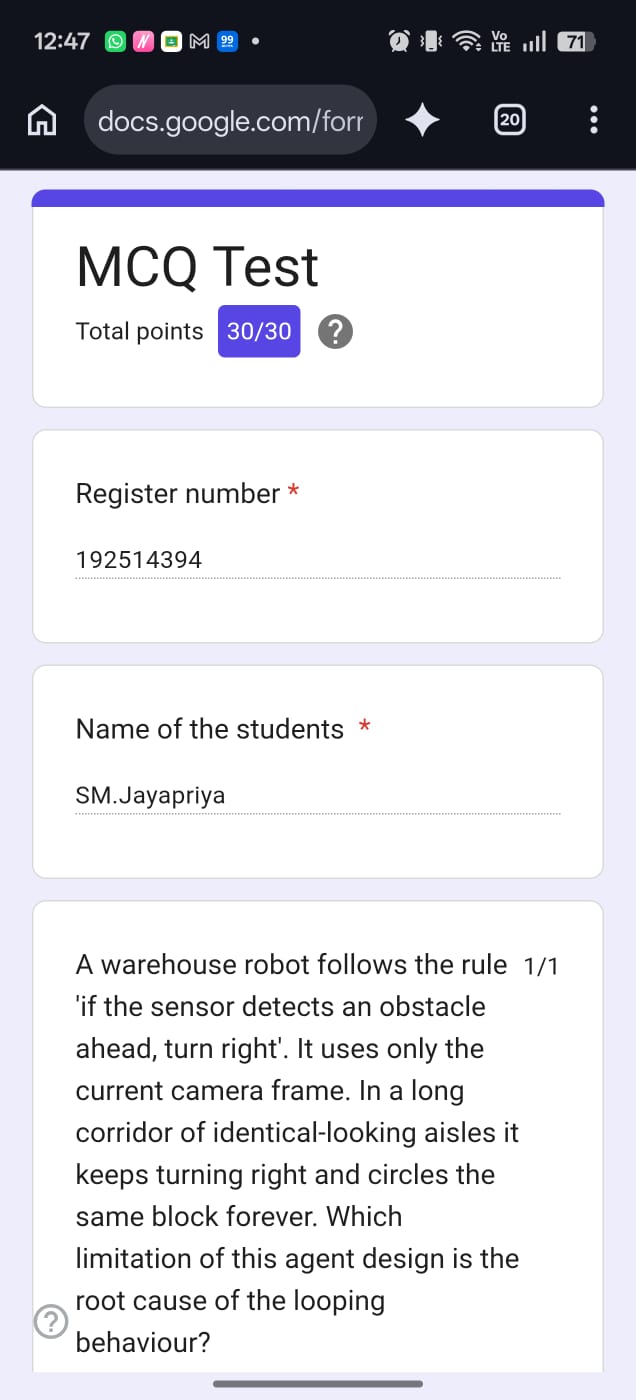 12:47 99 Vo LTE 71
docs.google.com/forr 20
MCQ Test
Total points 30/30 ?
Register number *
192514394
Name of the students *
SM.Jayapriya
A warehouse robot follows the rule 1/1
'if the sensor detects an obstacle
ahead, turn right'. It uses only the
current camera frame. In a long
corridor of identical-looking aisles it
keeps turning right and circles the
same block forever. Which
limitation of this agent design is the
root cause of the looping
? behaviour?